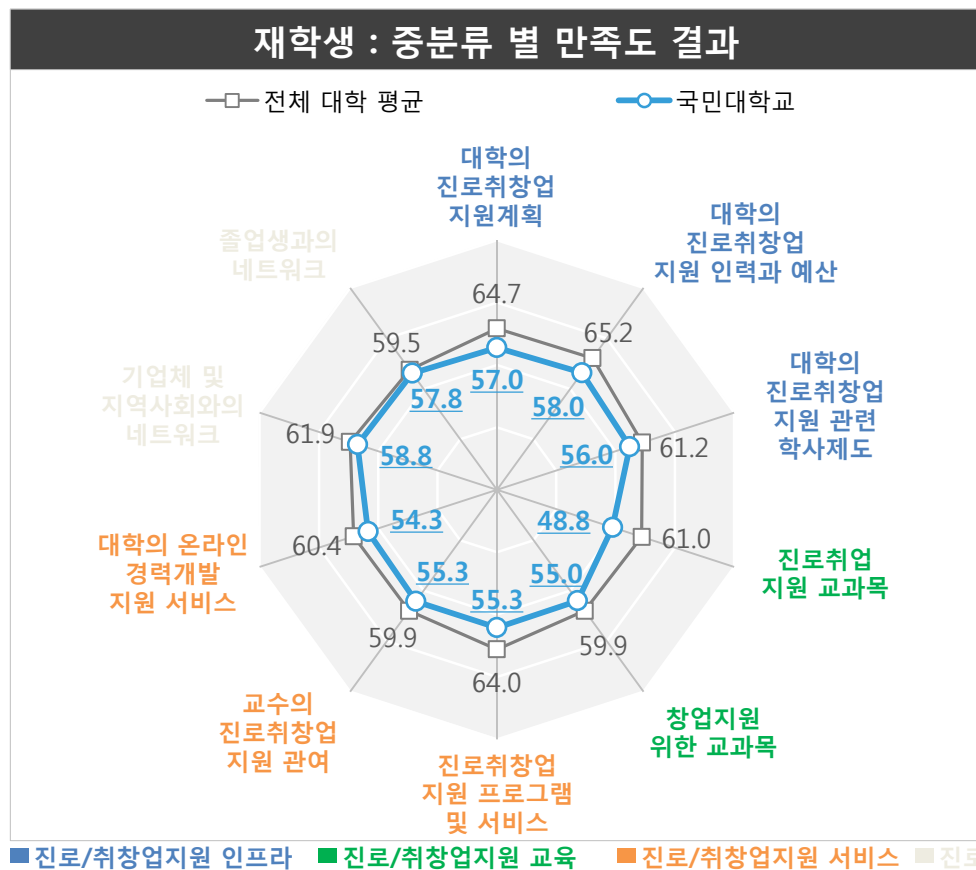 재학생 : 중분류 별 만족도 결과
전체 대학 평균
국민대학교
대학의
진로취창업
지원계획
대학의
진로취창업
지원 인력과 예산
대학의
진로취창업
지원 관련
학사제도
진로취업
지원 교과목
창업지원
위한 교과목
진로취창업
지원 프로그램
및 서비스
교수의
진로취창업
지원 관여
대학의 온라인
경력개발
지원 서비스
기업체 및
지역사회와의
네트워크
졸업생과의
네트워크
64.7
65.2
61.2
61.0
59.9
64.0
59.9
60.4
61.9
59.5
57.0
58.0
56.0
48.8
55.0
55.3
55.3
54.3
58.8
57.8
진로/취창업지원 인프라
진로/취창업지원 교육
진로/취창업지원 서비스
진로